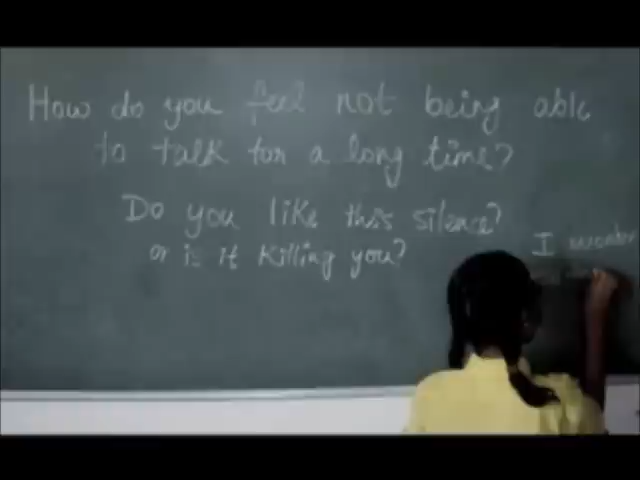 How do you feel not being able
to talk for a long time?
Do you like this silence?
or is it killing you?
I wonder